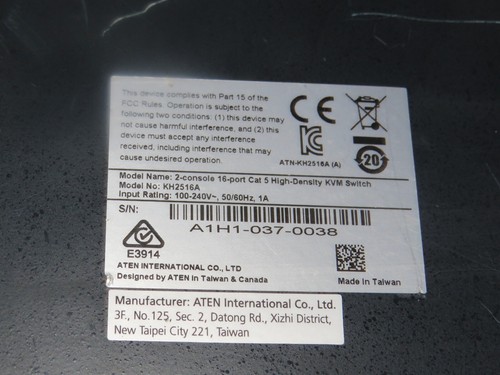 This device complies with Part 15 of the
FCC Rules. Operation is subject to the
following two conditions: (1) this device may
not cause harmful interference, and (2) this
device must accept any interference
received, including interference that may
cause undesired operation.
CE
ATN-KH2516A (A)
20
Model Name: 2-console 16-port Cat 5 High-Density KVM Switch
Model No: KH2516A
Input Rating: 100-240V~, 50/60Hz, 1A
S/N:
A1H1-037-0038
E3914
ATEN INTERNATIONAL CO., LTD
Designed by ATEN in Taiwan & Canada
Made in Taiwan
Manufacturer: ATEN International Co., Ltd.
3F., No.125, Sec. 2, Datong Rd., Xizhi District,
New Taipei City 221, Taiwan